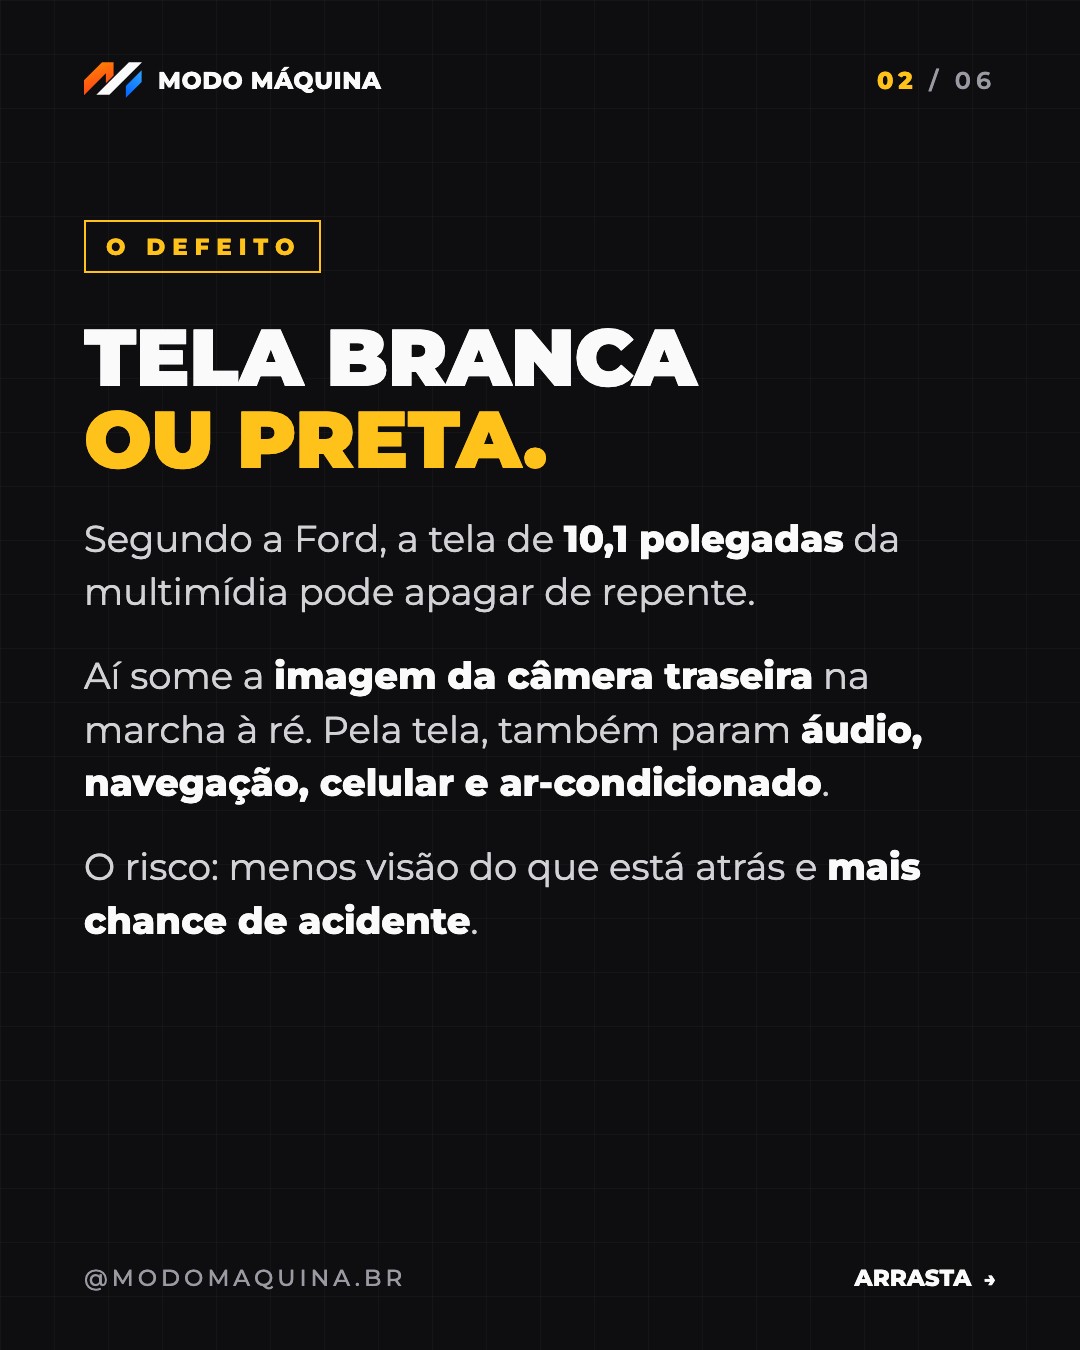 MODO MÁQUINA
02 / 06
O DEFEITO
TELA BRANCA
OU PRETA.
Segundo a Ford, a tela de 10,1 polegadas da
multimídia pode apagar de repente.
Aí some a imagem da câmera traseira na
marcha à ré. Pela tela, também param áudio,
navegação, celular e ar-condicionado.
O risco: menos visão do que está atrás e mais
chance de acidente.
@MODOMAQUINA.BR
ARRASTA →